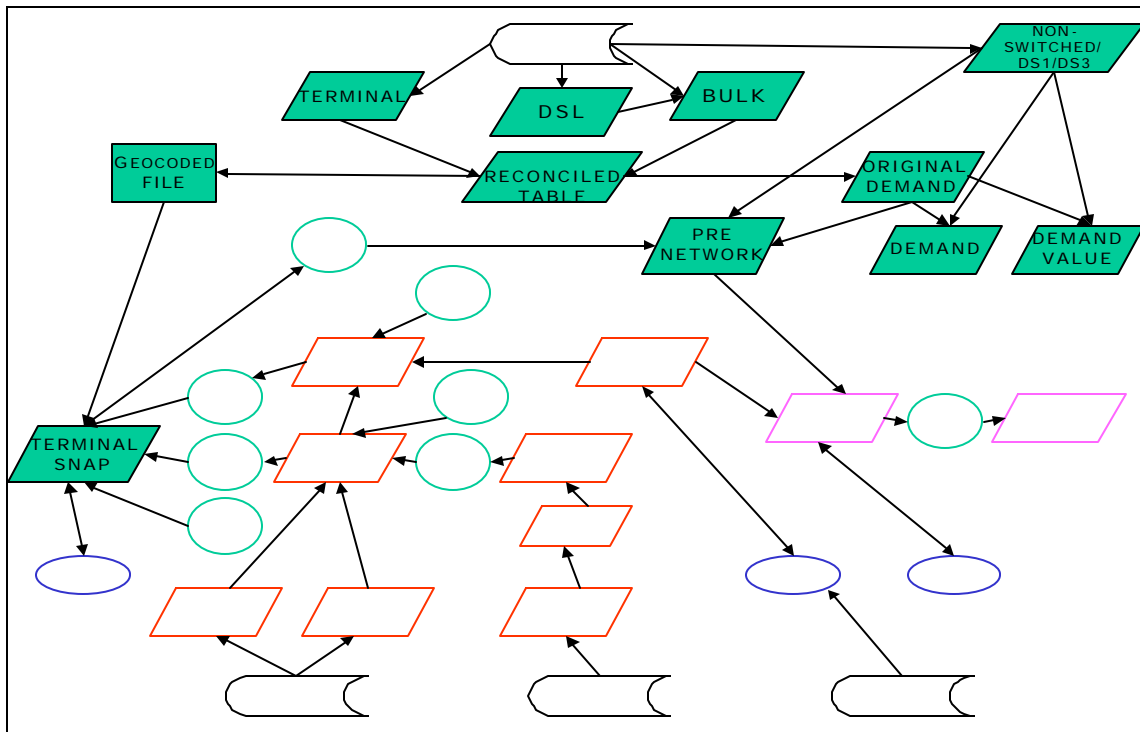 NON-
SWITCHED/
DS1/DS3
TERMINAL
DSL
BULK
GEOCODED
FILE
RECONCILED
TABLE
ORIGINAL
DEMAND
PRE
NETWORK
DEMAND
DEMAND
VALUE
TERMINAL
SNAP